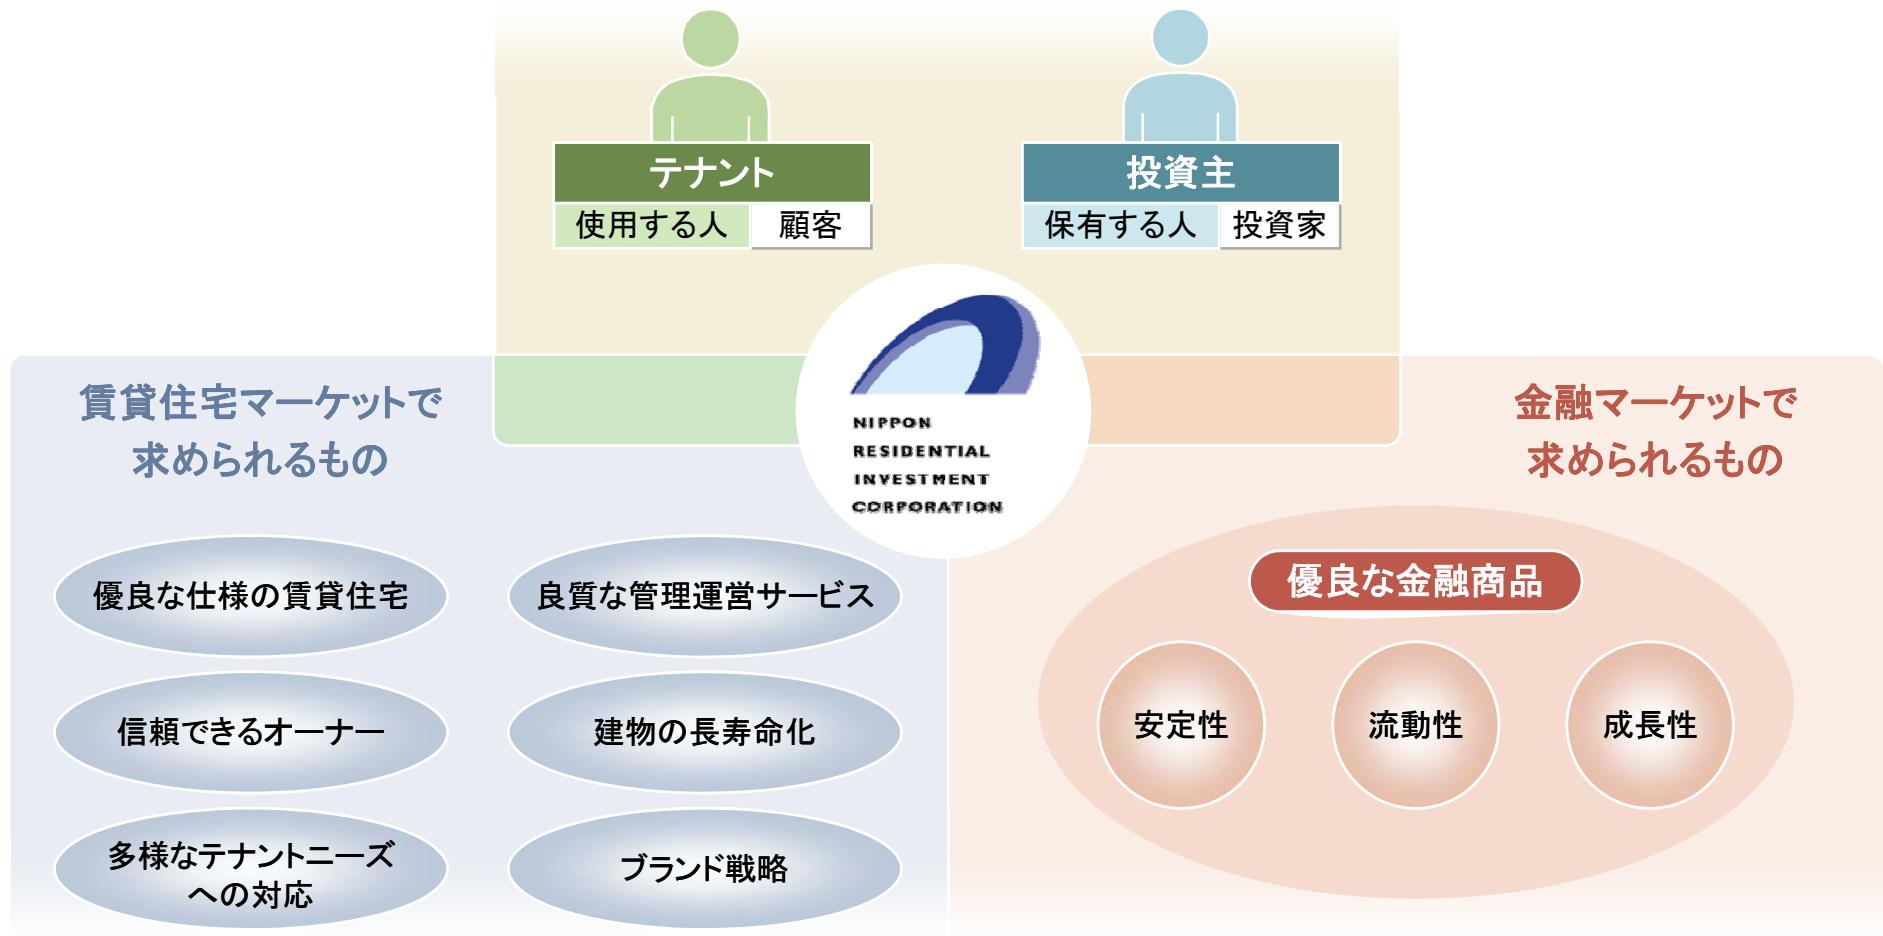 テナント
使用する人 顧客
投資主
保有する人 投資家
NIPPON
RESIDENTIAL
INVESTMENT
CORPORATION
賃貸住宅マーケットで
求められるもの
優良な仕様の賃貸住宅
良質な管理運営サービス
信頼できるオーナー
建物の長寿命化
多様なテナントニーズ
への対応
ブランド戦略
金融マーケットで
求められるもの
優良な金融商品
安定性
流動性
成長性